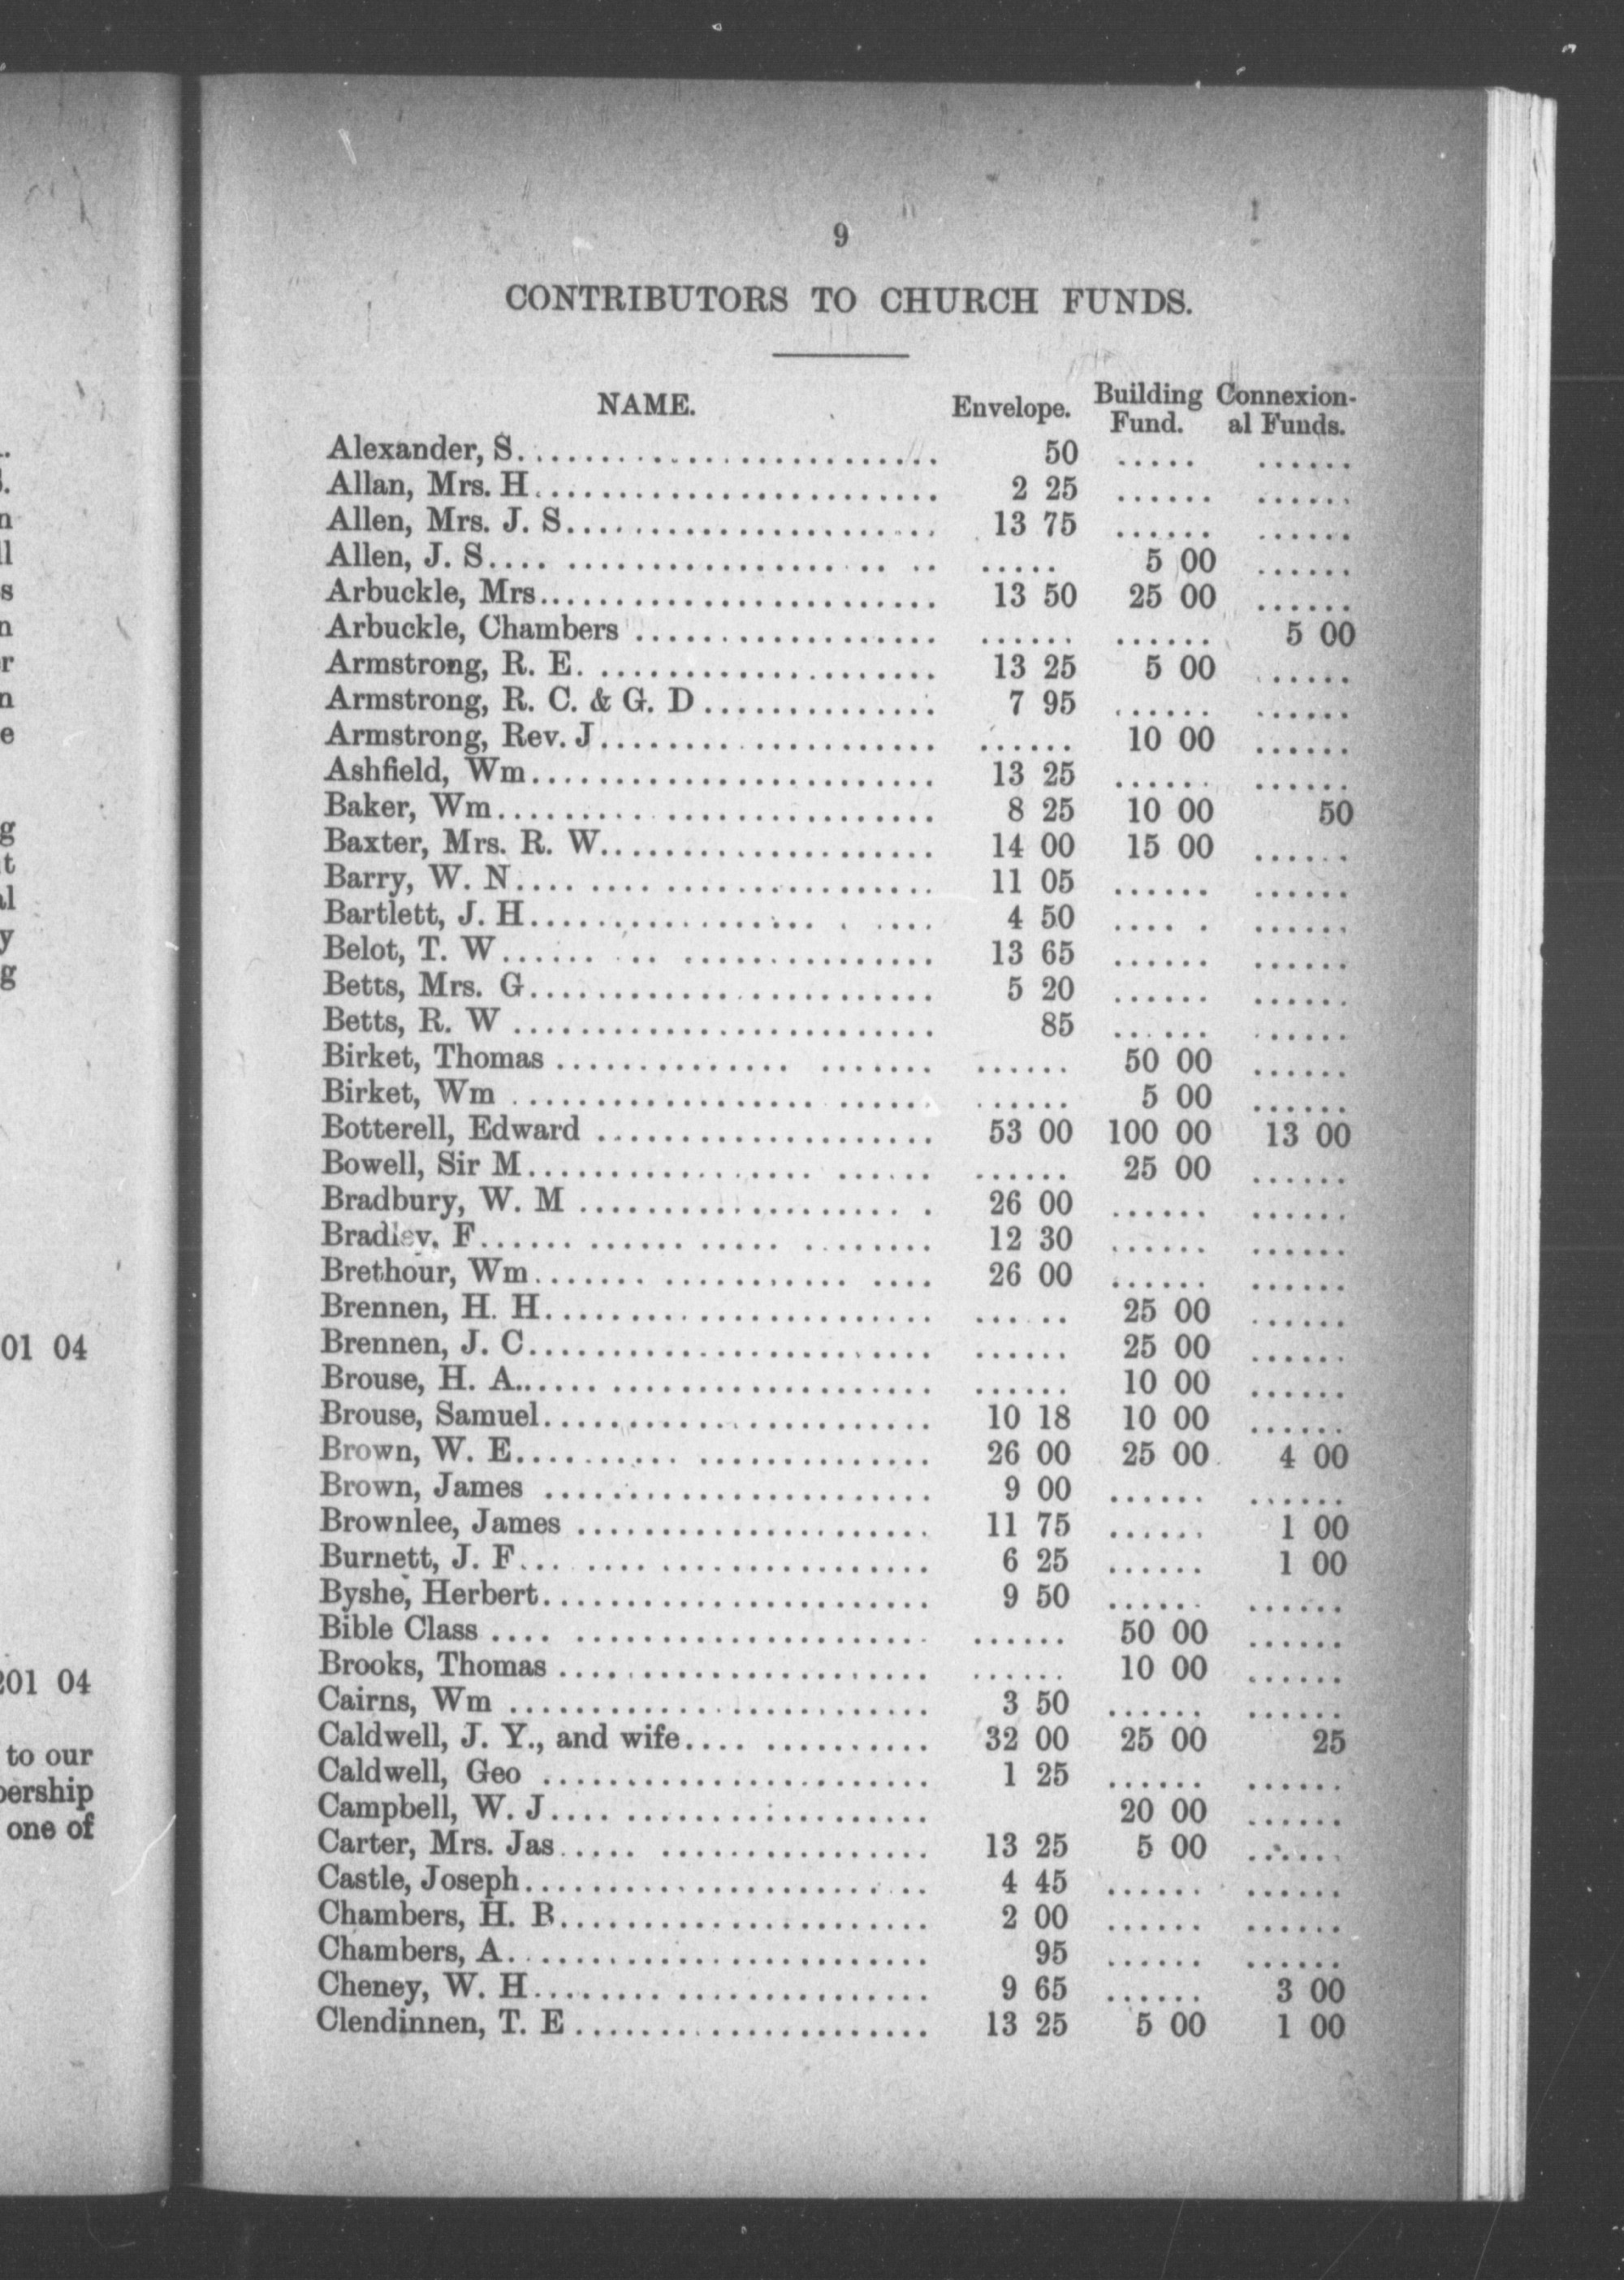 9
CONTRIBUTORS TO CHURCH FUNDS.
NAME. Envelope. Building Fund. Connexional Funds.
Alexander, S. 50 ..... ......
Allan, Mrs. H. 2 25 ...... ......
Allen, Mrs. J. S. 13 75 ...... ......
Allen, J. S. ..... 5 00 ......
Arbuckle, Mrs. 13 50 25 00 ......
Arbuckle, Chambers ...... ...... 5 00
Armstrong, R. E. 13 25 5 00 ......
Armstrong, R. C. & G. D. 7 95 ...... ......
Armstrong, Rev. J. ...... 10 00 ......
Ashfield, Wm. 13 25 ...... ......
Baker, Wm. 8 25 10 00 50
Baxter, Mrs. R. W. 14 00 15 00 ......
Barry, W. N. 11 05 ...... ......
Bartlett, J. H. 4 50 ...... ......
Belot, T. W. 13 65 ...... ......
Betts, Mrs. G. 5 20 ...... ......
Betts, R. W 85 ...... ......
Birket, Thomas ...... 50 00 ......
Birket, Wm ...... 5 00 ......
Botterell, Edward 53 00 100 00 13 00
Bowell, Sir M. ...... 25 00 ......
Bradbury, W. M 26 00 ...... ......
Bradley, F. 12 30 ...... ......
Brethour, Wm. 26 00 ...... ......
Brennen, H. H. ...... 25 00 ......
Brennen, J. C. ...... 25 00 ......
Brouse, H. A. ...... 10 00 ......
Brouse, Samuel 10 18 10 00 ......
Brown, W. E. 26 00 25 00 4 00
Brown, James 9 00 ...... ......
Brownlee, James 11 75 ...... 1 00
Burnett, J. F. 6 25 ...... 1 00
Byshe, Herbert 9 50 ...... ......
Bible Class ...... 50 00 ......
Brooks, Thomas ...... 10 00 ......
Cairns, Wm 3 50 ...... ......
Caldwell, J. Y., and wife 32 00 25 00 25
Caldwell, Geo 1 25 ...... ......
Campbell, W. J. 20 00 ......
Carter, Mrs. Jas. 13 25 5 00 ......
Castle, Joseph 4 45 ...... ......
Chambers, H. B. 2 00 ...... ......
Chambers, A. 95 ...... ......
Cheney, W. H. 9 65 ...... 3 00
Clendinnen, T. E 13 25 5 00 1 00
01 04
201 04
to our
one of